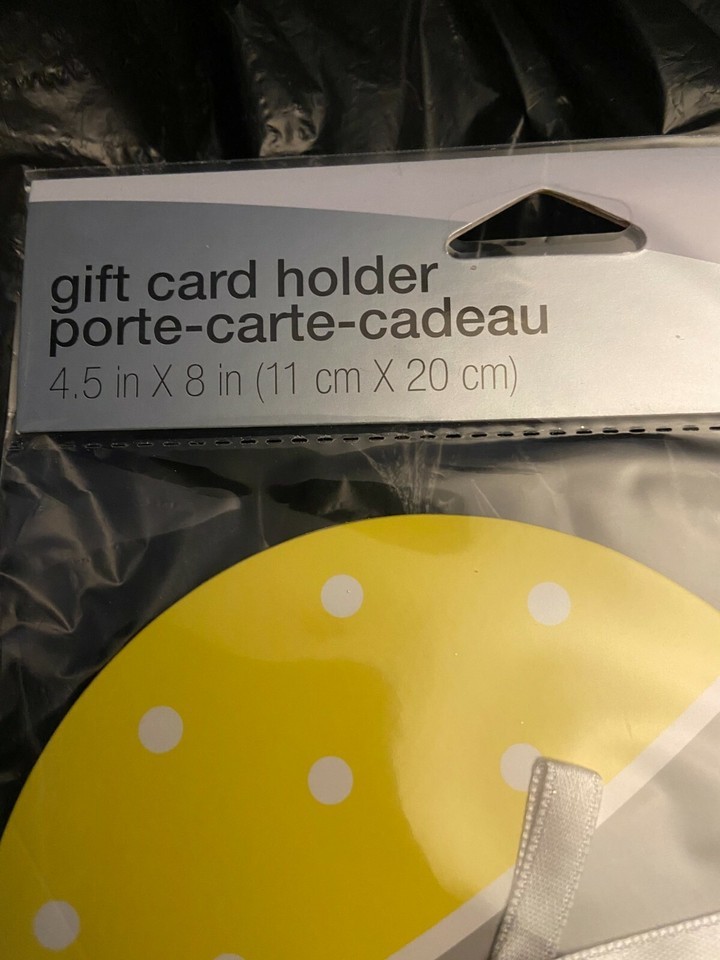 gift card holder
porte-carte-cadeau
4.5 in X 8 in (11 cm X 20 cm)